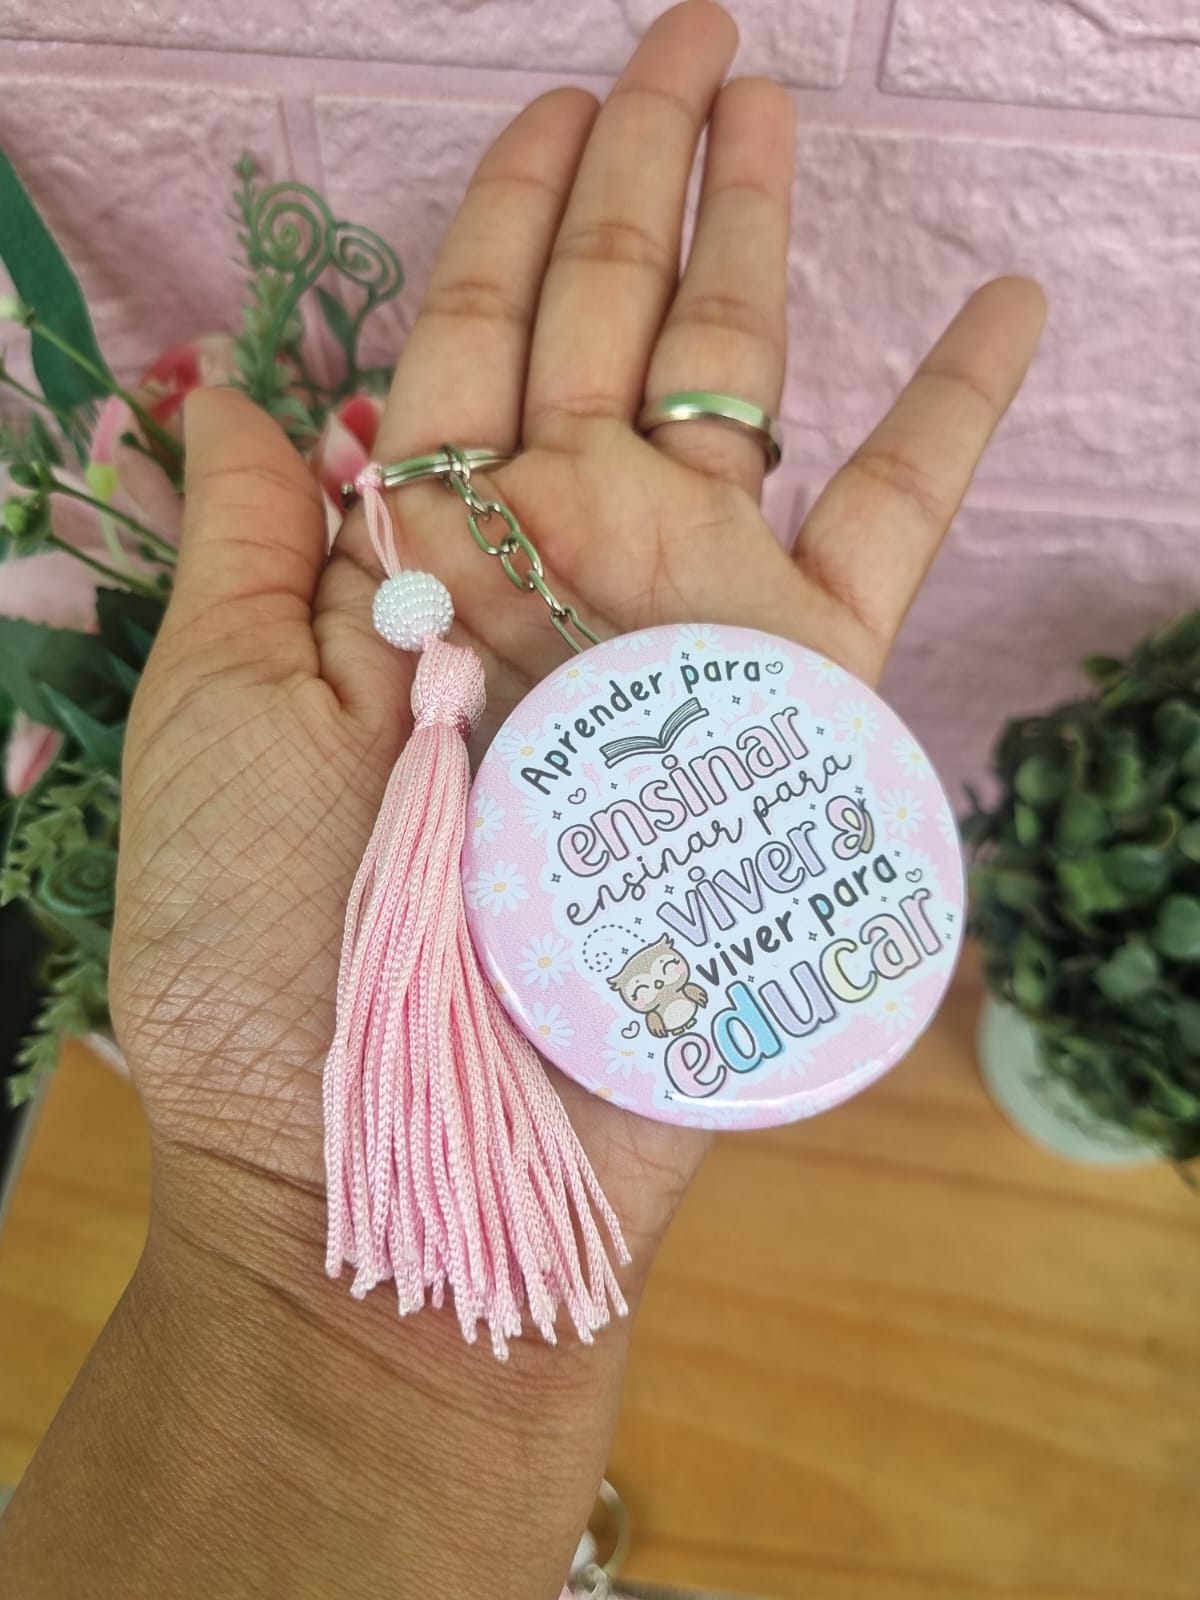 Aprender para
ensinar
ensinar para
viver
viver para
educar